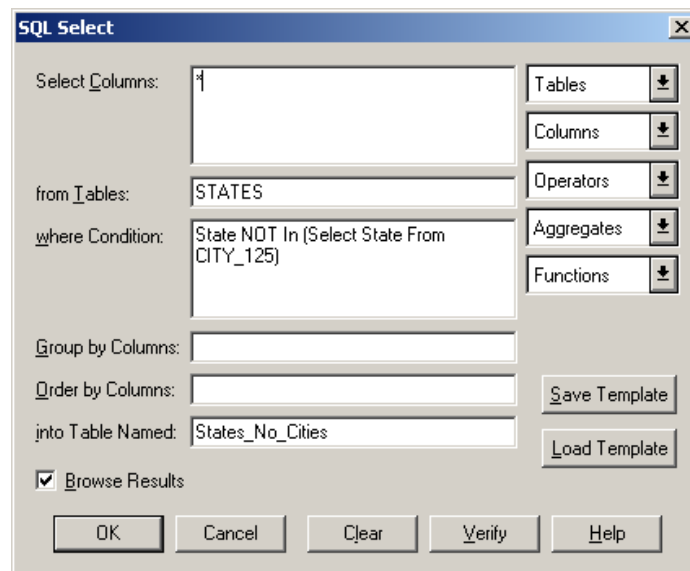 SQL Select
Select Columns:
*
Tables
Columns
from Tables:
STATES
Operators
where Condition:
State NOT In (Select State From
CITY_125)
Aggregates
Functions
Group by Columns:
Order by Columns:
Save Template
into Table Named:
States_No_Cities
Load Template
Browse Results
OK
Cancel
Clear
Verify
Help